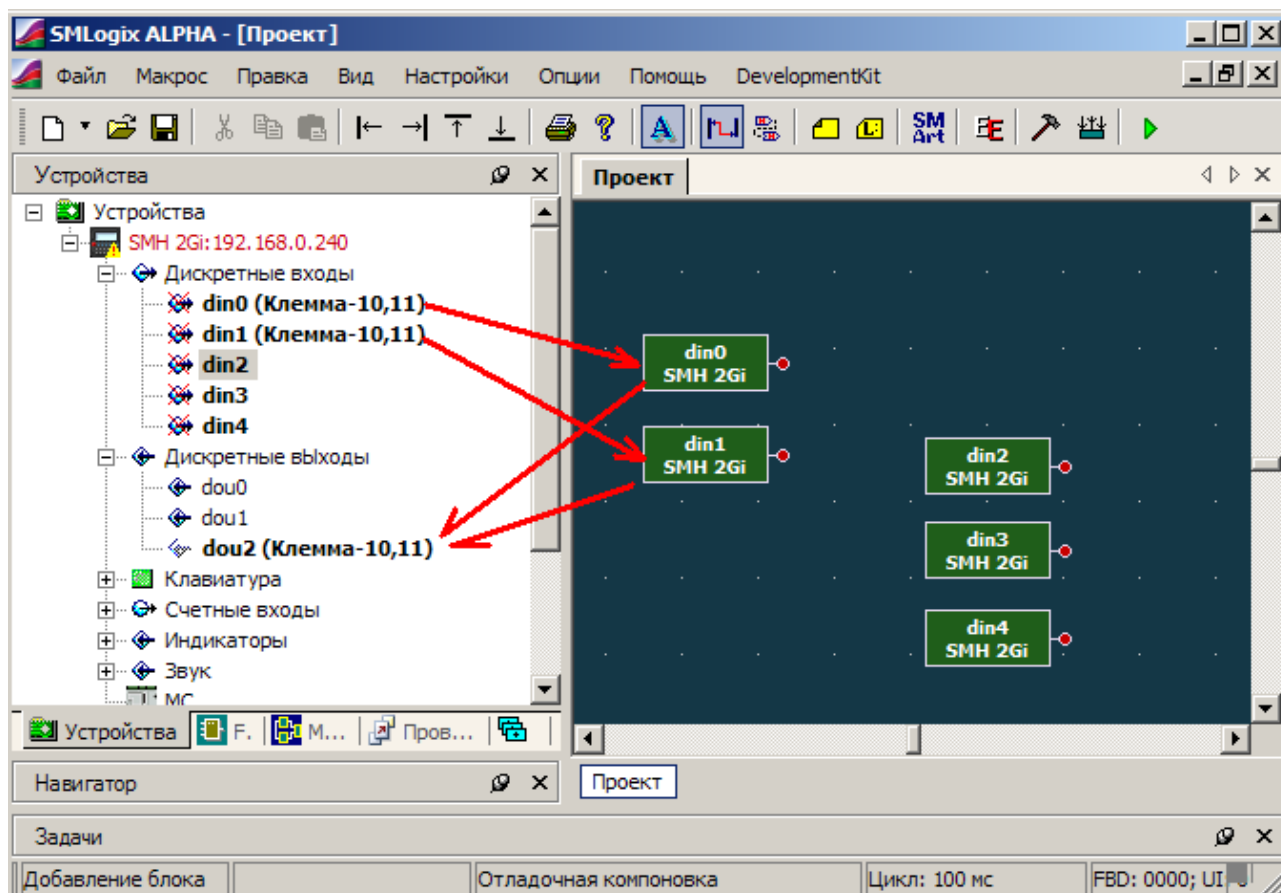 SMLogix ALPHA - [Проект]
Файл Макрос Правка Вид Настройки Опции Помощь DevelopmentKit
SM Art
Устройства
Проект
Устройства
SMH 2Gi:192.168.0.240
Дискретные входы
din0 (Клемма-10,11)
din1 (Клемма-10,11)
din2
din3
din4
Дискретные вЫходы
dou0
dou1
dou2 (Клемма-10,11)
Клавиатура
Счетные входы
Индикаторы
Звук
MC
din0
SMH 2Gi
din1
SMH 2Gi
din2
SMH 2Gi
din3
SMH 2Gi
din4
SMH 2Gi
Устройства F. М... Пров...
Навигатор
Проект
Задачи
Добавление блока Отладочная компоновка Цикл: 100 мс FBD: 0000; UI